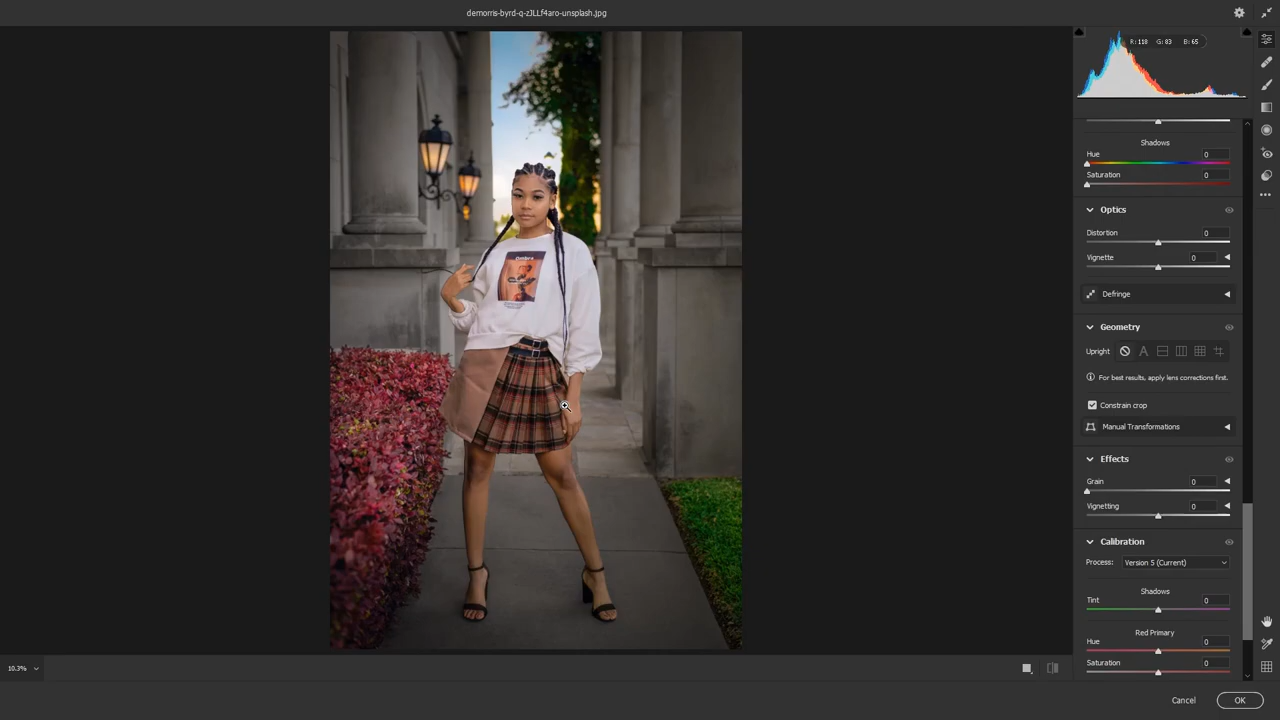 demorris-byrd-q-zJLLf4aro-unsplash.jpg
R: 118 G: 83 B: 65
Shadows
Hue 0
Saturation 0
Optics
Distortion 0
Vignette 0
Defringe
Geometry
Upright
For best results, apply lens corrections first.
Constrain crop
Manual Transformations
Effects
Grain 0
Vignetting 0
Calibration
Process: Version 5 (Current)
Shadows
Tint 0
Red Primary
Hue 0
Saturation 0
Ombra
10.3%
Cancel OK